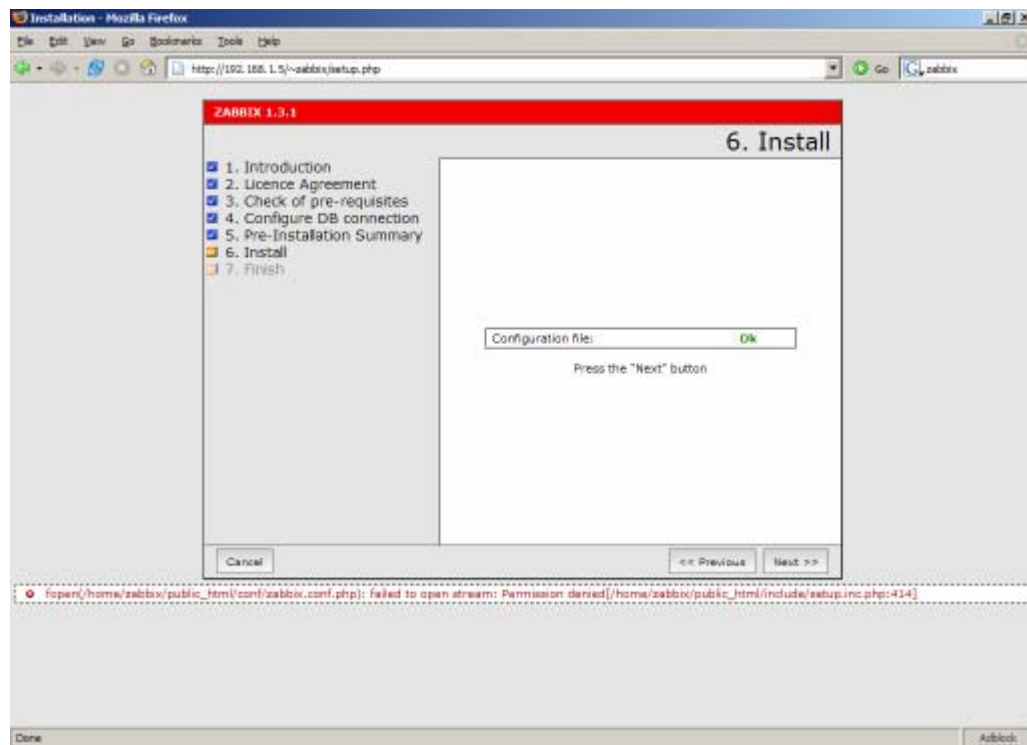 Installation - Mozilla Firefox
File Edit View Go Bookmarks Tools Help
http://192.168.1.5/~zabbix/setup.php Go zabbix
ZABBIX 1.3.1
6. Install
1. Introduction
2. Licence Agreement
3. Check of pre-requisites
4. Configure DB connection
5. Pre-Installation Summary
6. Install
7. Finish
Configuration file: Ok
Press the "Next" button
Cancel << Previous Next >>
fopen(/home/zabbix/public_html/conf/zabbix.conf.php): failed to open stream: Permission denied[/home/zabbix/public_html/include/setup.inc.php:414]
Done Adblock